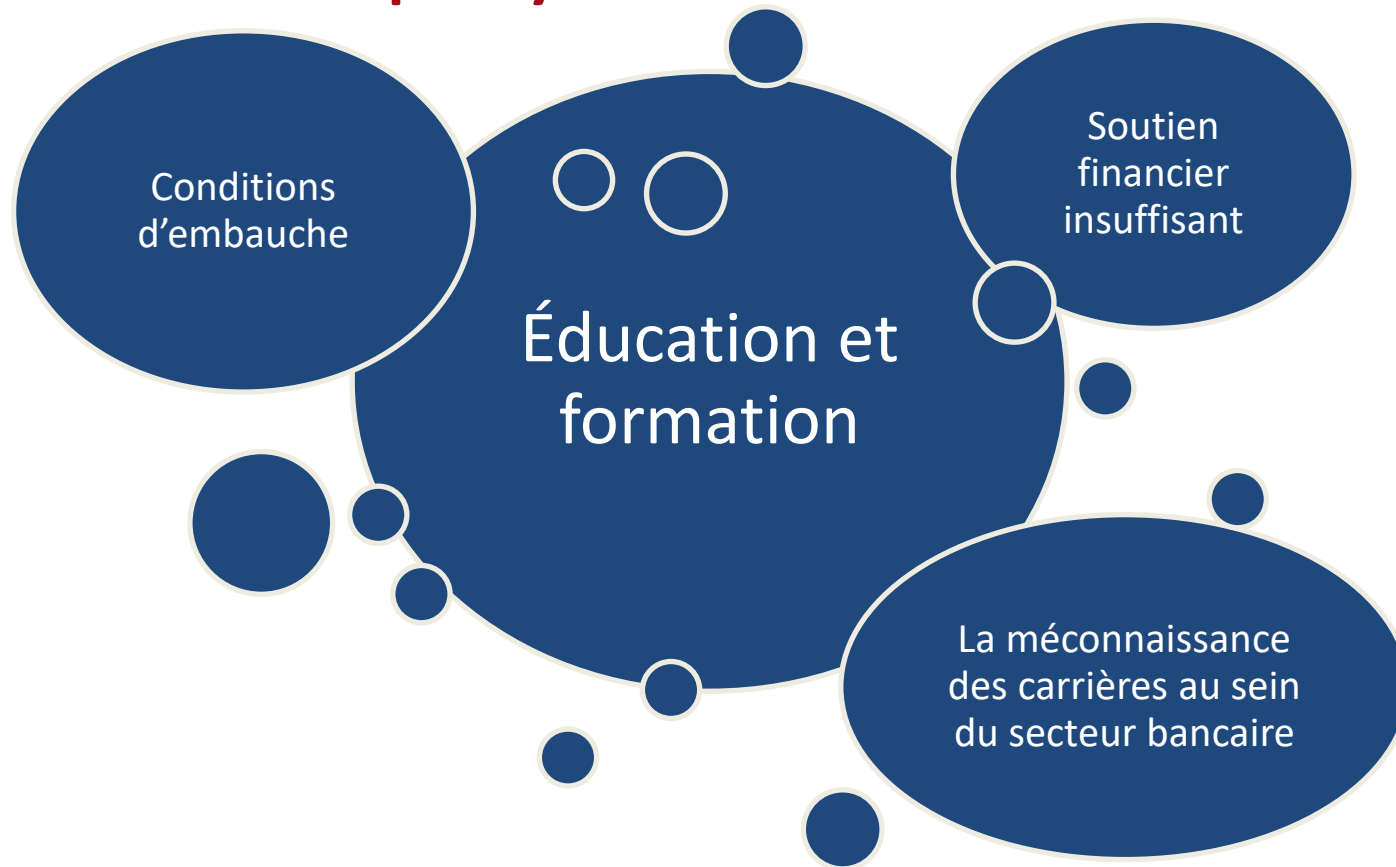 Conditions
d’embauche
Soutien
financier
insuffisant
Éducation et
formation
La méconnaissance
des carrières au sein
du secteur bancaire